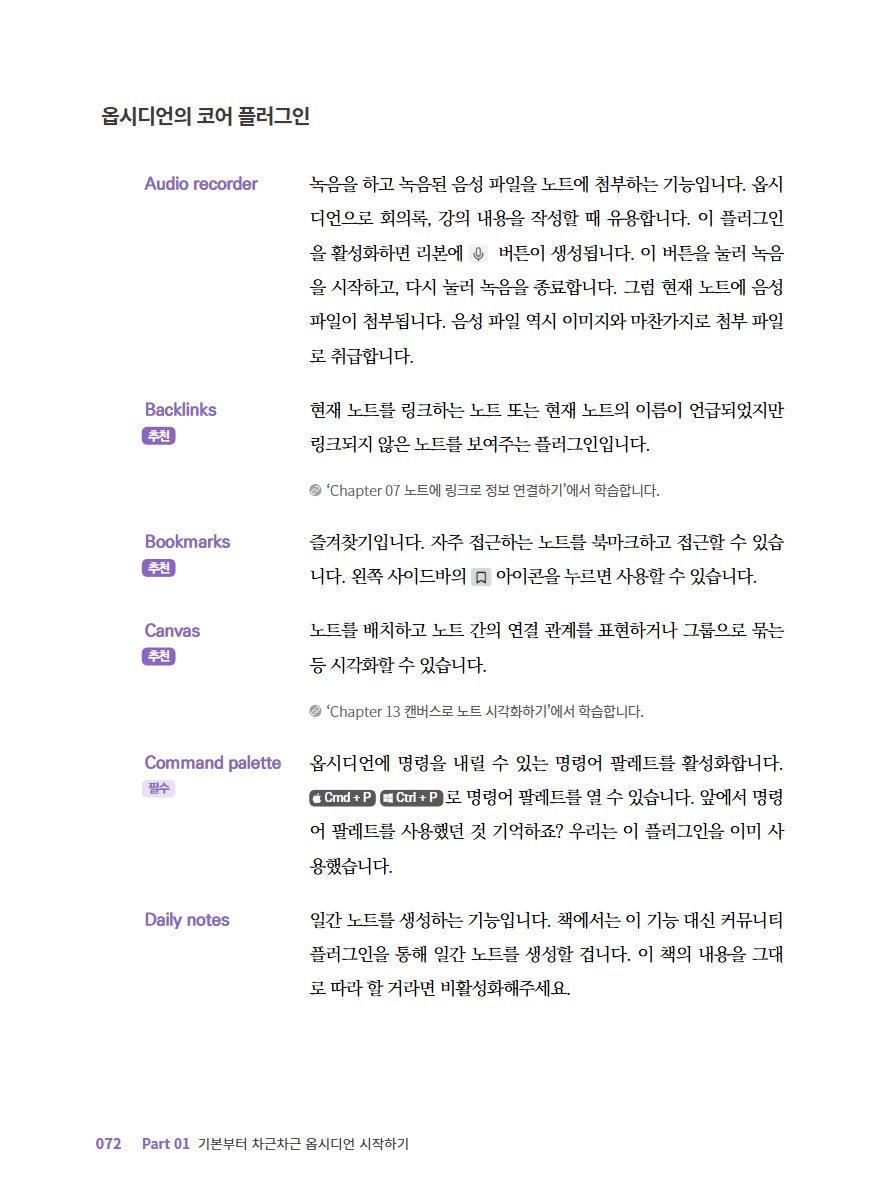 옵시디언의 코어 플러그인
Audio recorder
녹음을 하고 녹음된 음성 파일을 노트에 첨부하는 기능입니다. 옵시
디언으로 회의록, 강의 내용을 작성할 때 유용합니다. 이 플러그인
을 활성화하면 리본에 버튼이 생성됩니다. 이 버튼을 눌러 녹음
을 시작하고, 다시 눌러 녹음을 종료합니다. 그럼 현재 노트에 음성
파일이 첨부됩니다. 음성 파일 역시 이미지와 마찬가지로 첨부 파일
로 취급합니다.
Backlinks
추천
현재 노트를 링크하는 노트 또는 현재 노트의 이름이 언급되었지만
링크되지 않은 노트를 보여주는 플러그인입니다.
‘Chapter 07 노트에 링크로 정보 연결하기’에서 학습합니다.
Bookmarks
추천
즐겨찾기입니다. 자주 접근하는 노트를 북마크하고 접근할 수 있습
니다. 왼쪽 사이드바의 아이콘을 누르면 사용할 수 있습니다.
Canvas
추천
노트를 배치하고 노트 간의 연결 관계를 표현하거나 그룹으로 묶는
등 시각화할 수 있습니다.
‘Chapter 13 캔버스로 노트 시각화하기’에서 학습합니다.
Command palette
필수
옵시디언에 명령을 내릴 수 있는 명령어 팔레트를 활성화합니다.
Cmd + P Ctrl + P 로 명령어 팔레트를 열 수 있습니다. 앞에서 명령
어 팔레트를 사용했던 것 기억하죠? 우리는 이 플러그인을 이미 사
용했습니다.
Daily notes
일간 노트를 생성하는 기능입니다. 책에서는 이 기능 대신 커뮤니티
플러그인을 통해 일간 노트를 생성할 겁니다. 이 책의 내용을 그대
로 따라 할 거라면 비활성화해주세요.
072 Part 01 기본부터 차근차근 옵시디언 시작하기